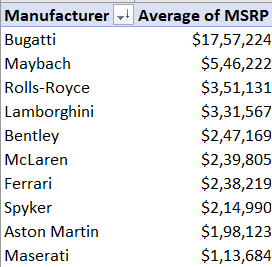 Manufacturer Average of MSRP
Bugatti $17,57,224
Maybach $5,46,222
Rolls-Royce $3,51,131
Lamborghini $3,31,567
Bentley $2,47,169
McLaren $2,39,805
Ferrari $2,38,219
Spyker $2,14,990
Aston Martin $1,98,123
Maserati $1,13,684